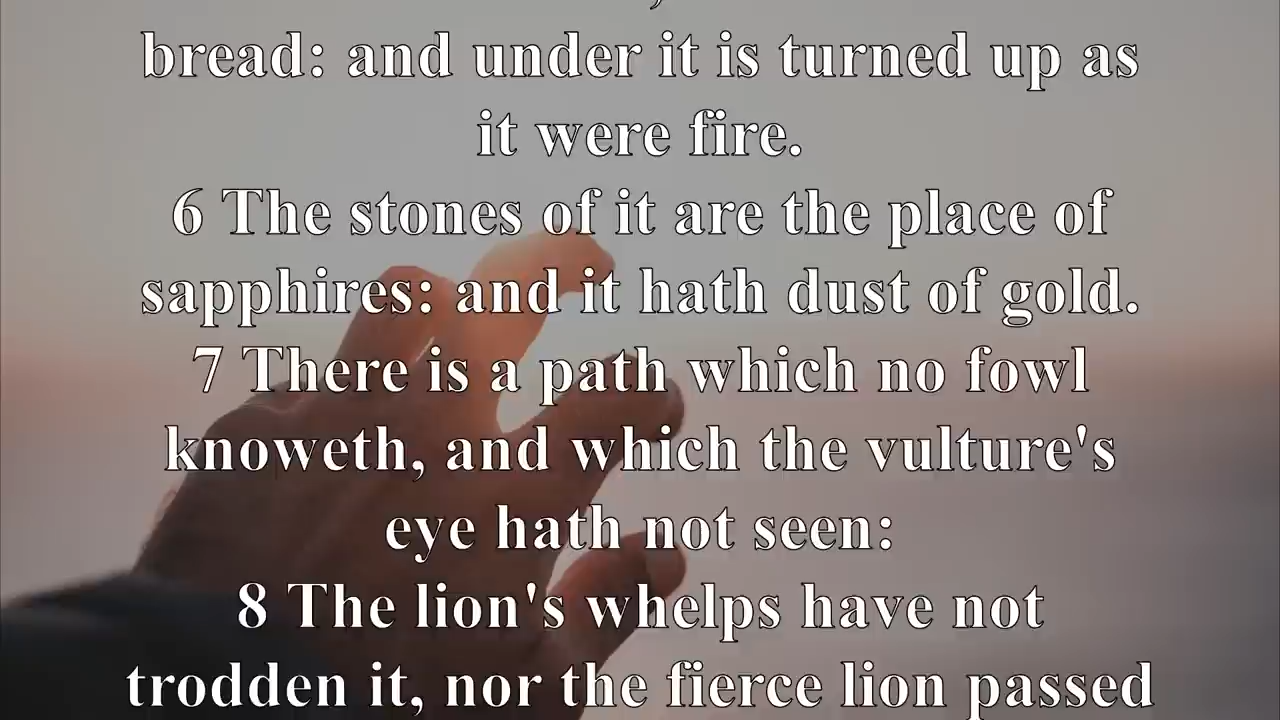 bread: and under it is turned up as
it were fire.
6 The stones of it are the place of
sapphires: and it hath dust of gold.
7 There is a path which no fowl
knoweth, and which the vulture's
eye hath not seen:
8 The lion's whelps have not
trodden it, nor the fierce lion passed